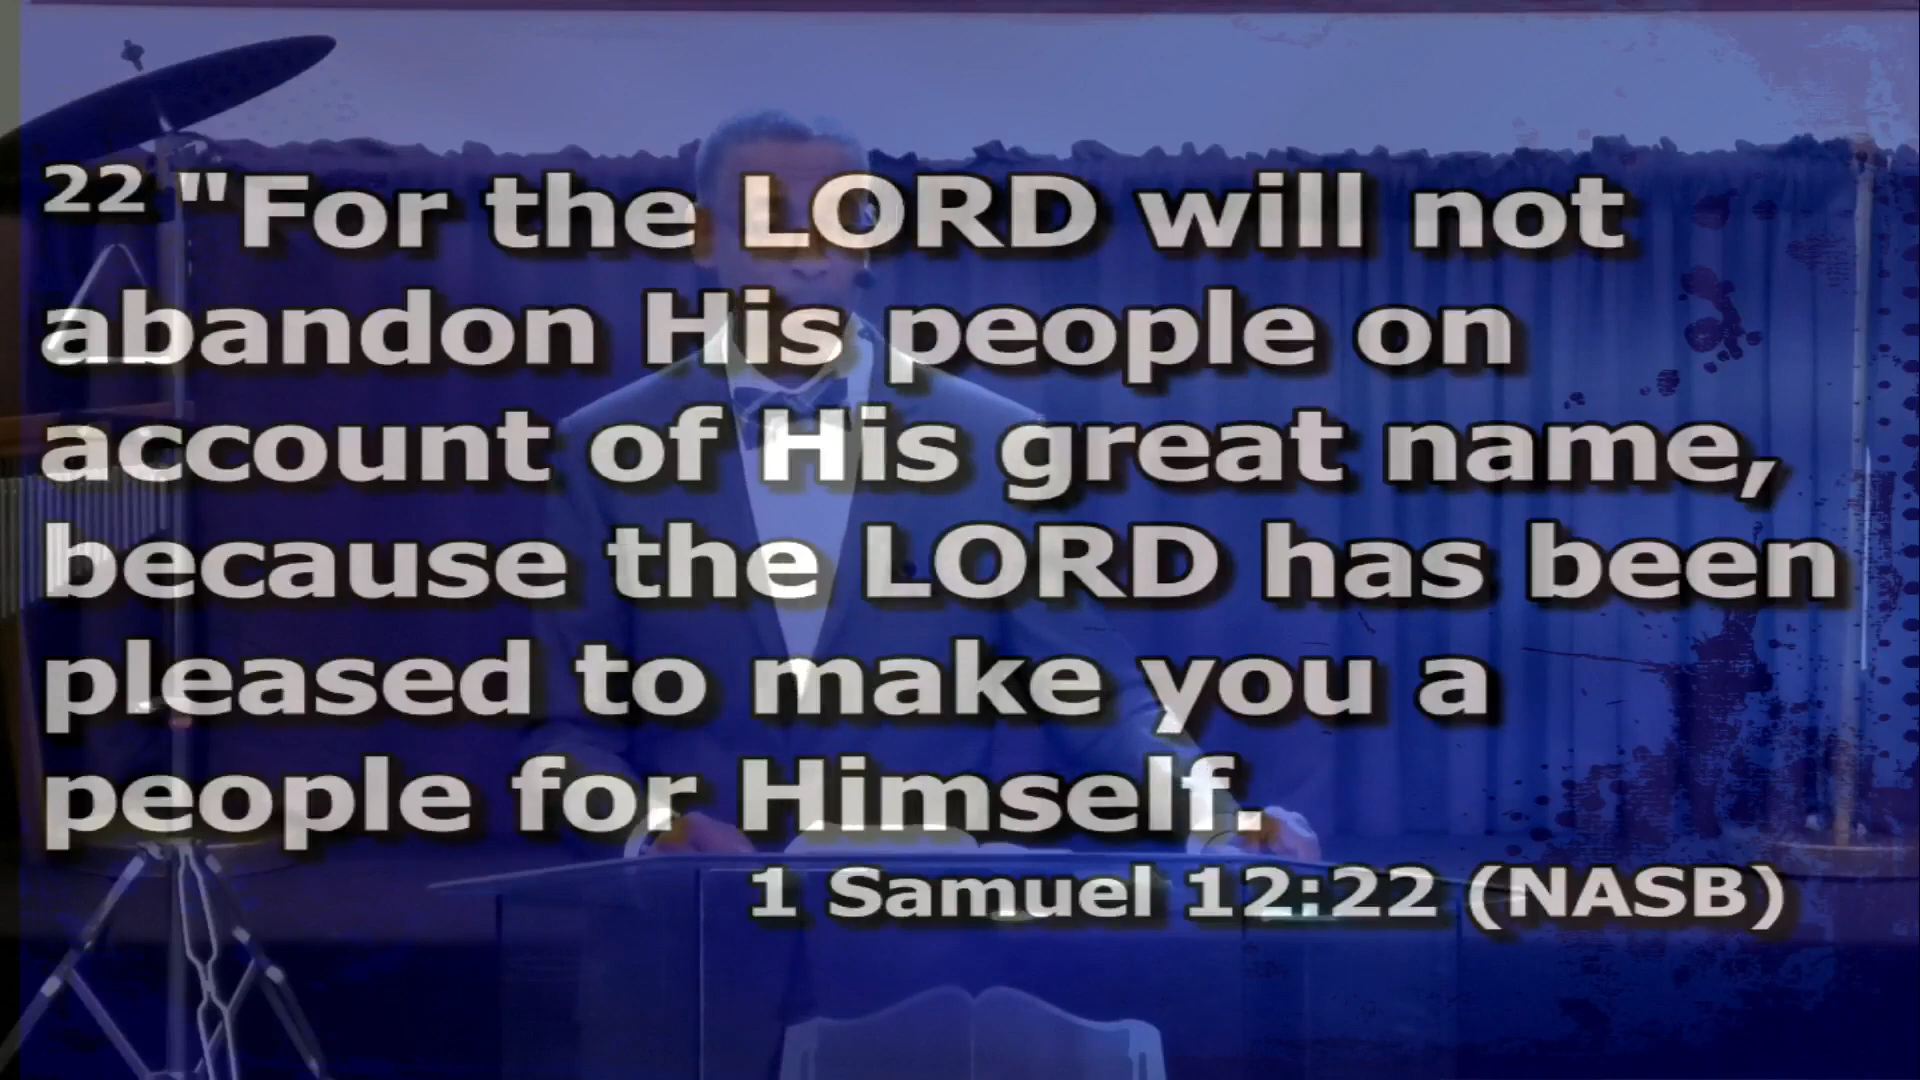 22 "For the LORD will not
abandon His people on
account of His great name,
because the LORD has been
pleased to make you a
people for Himself.
1 Samuel 12:22 (NASB)